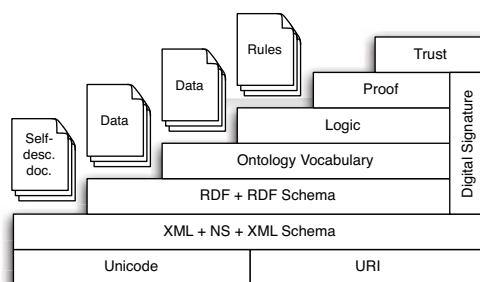 Rules
Trust
Data
Proof
Data
Logic
Self-
desc.
doc.
Ontology Vocabulary
Digital Signature
RDF + RDF Schema
XML + NS + XML Schema
Unicode
URI